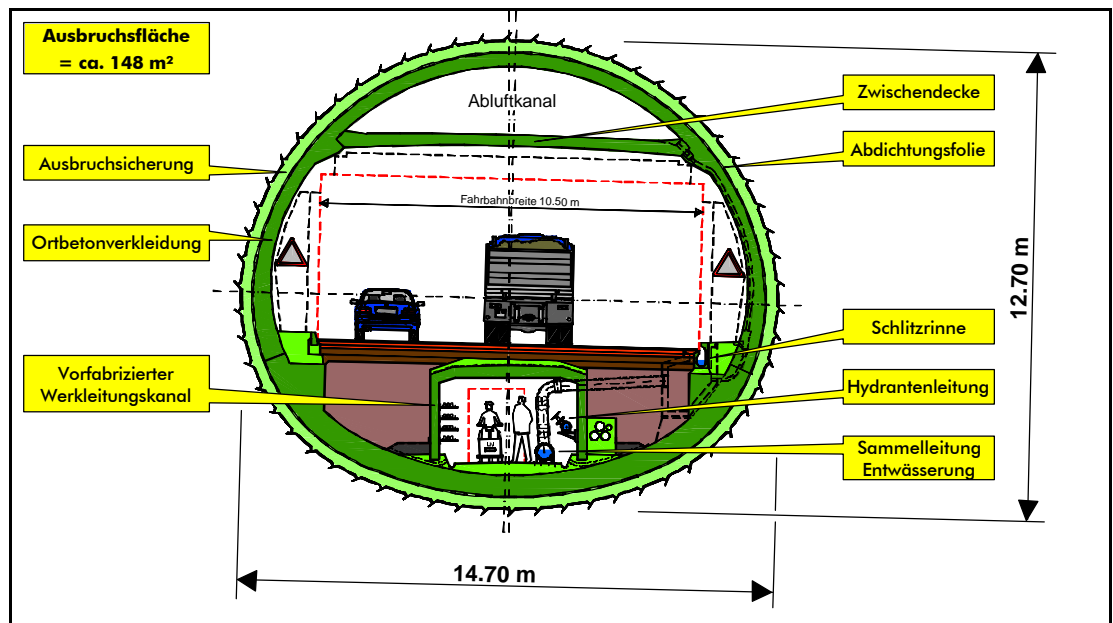 Ausbruchsfläche
= ca. 148 m²
Abluftkanal
Zwischendecke
Ausbruchsicherung
Abdichtungsfolie
Fahrbahnbreite 10.50 m
Ortbetonverkleidung
12.70 m
Schlitzrinne
Vorfabrizierter
Werkleitungskanal
Hydrantenleitung
Sammelleitung
Entwässerung
14.70 m